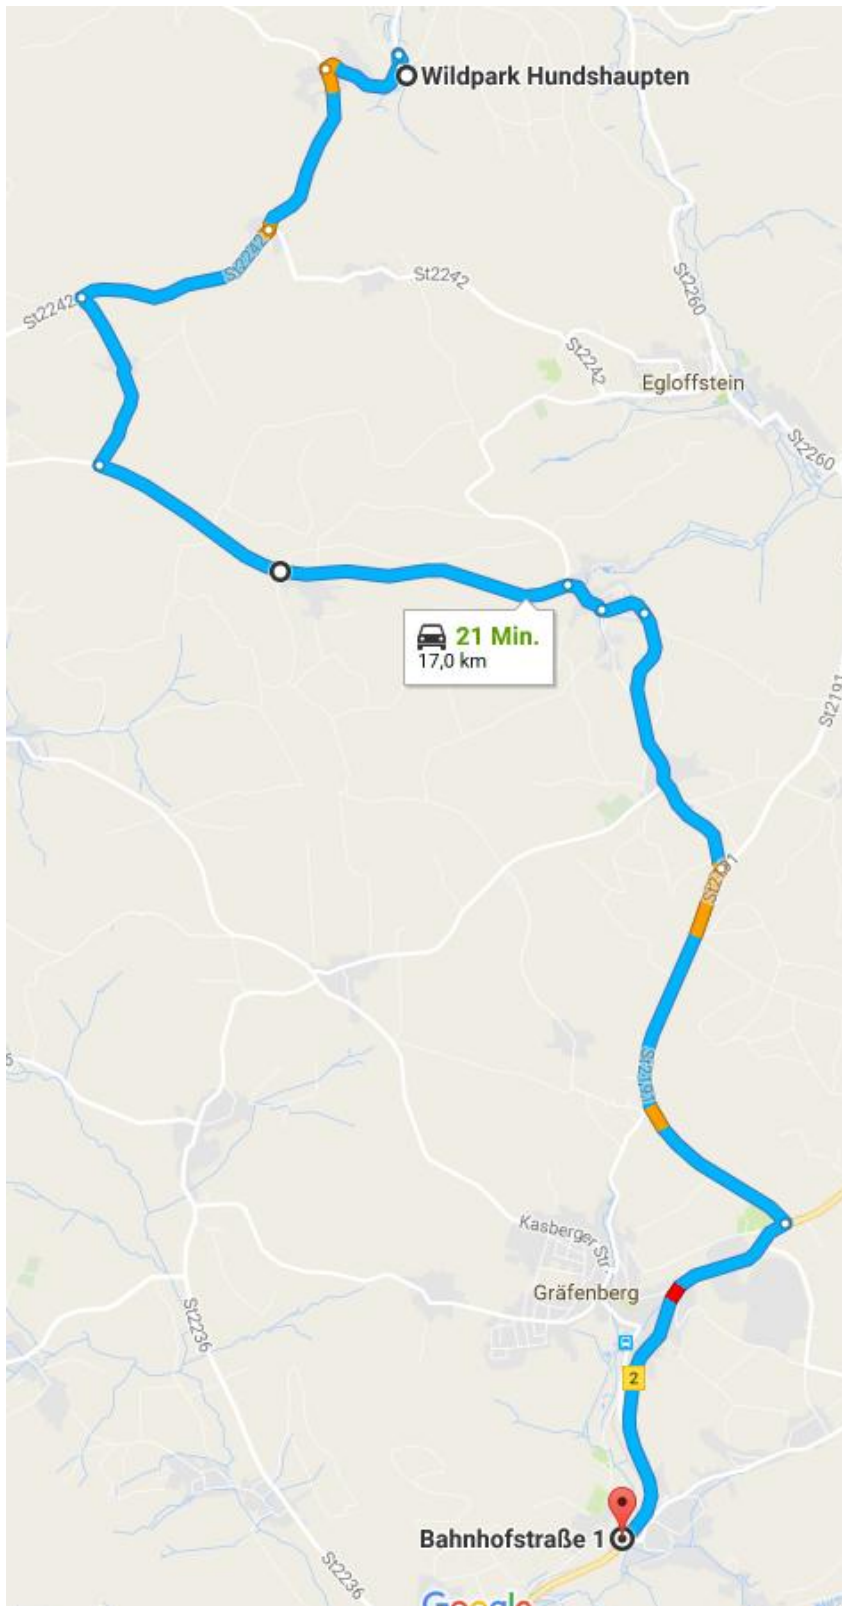 Wildpark Hundshaupten
St2242
St2242
St2242
St2260
St2242
Egloffstein
St2260
21 Min.
17,0 km
St2191
St2191
St2191
Kasberger Str.
Gräfenberg
St2236
2
Bahnhofstraße 1
St2236
Google